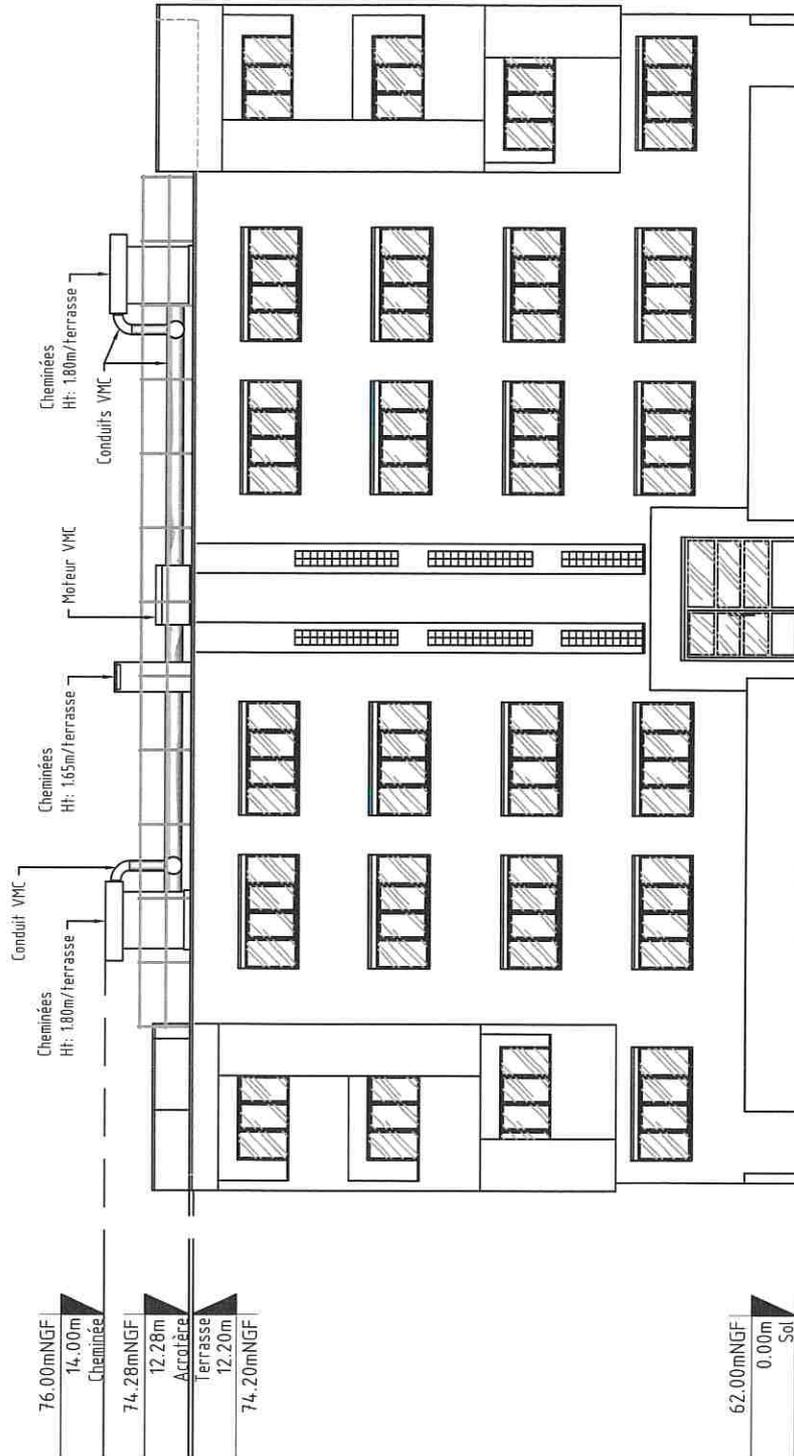 Conduit VMC
Cheminées
Ht: 1.80m/terrasse
Cheminées
Ht: 1.65m/terrasse
Moteur VMC
Cheminées
Ht: 1.80m/terrasse
Conduits VMC
76.00mNGF
14.00m
Cheminée
74.28mNGF
12.28m
Acrotère
Terrasse
12.20m
74.20mNGF
62.00mNGF
0.00m
Sol